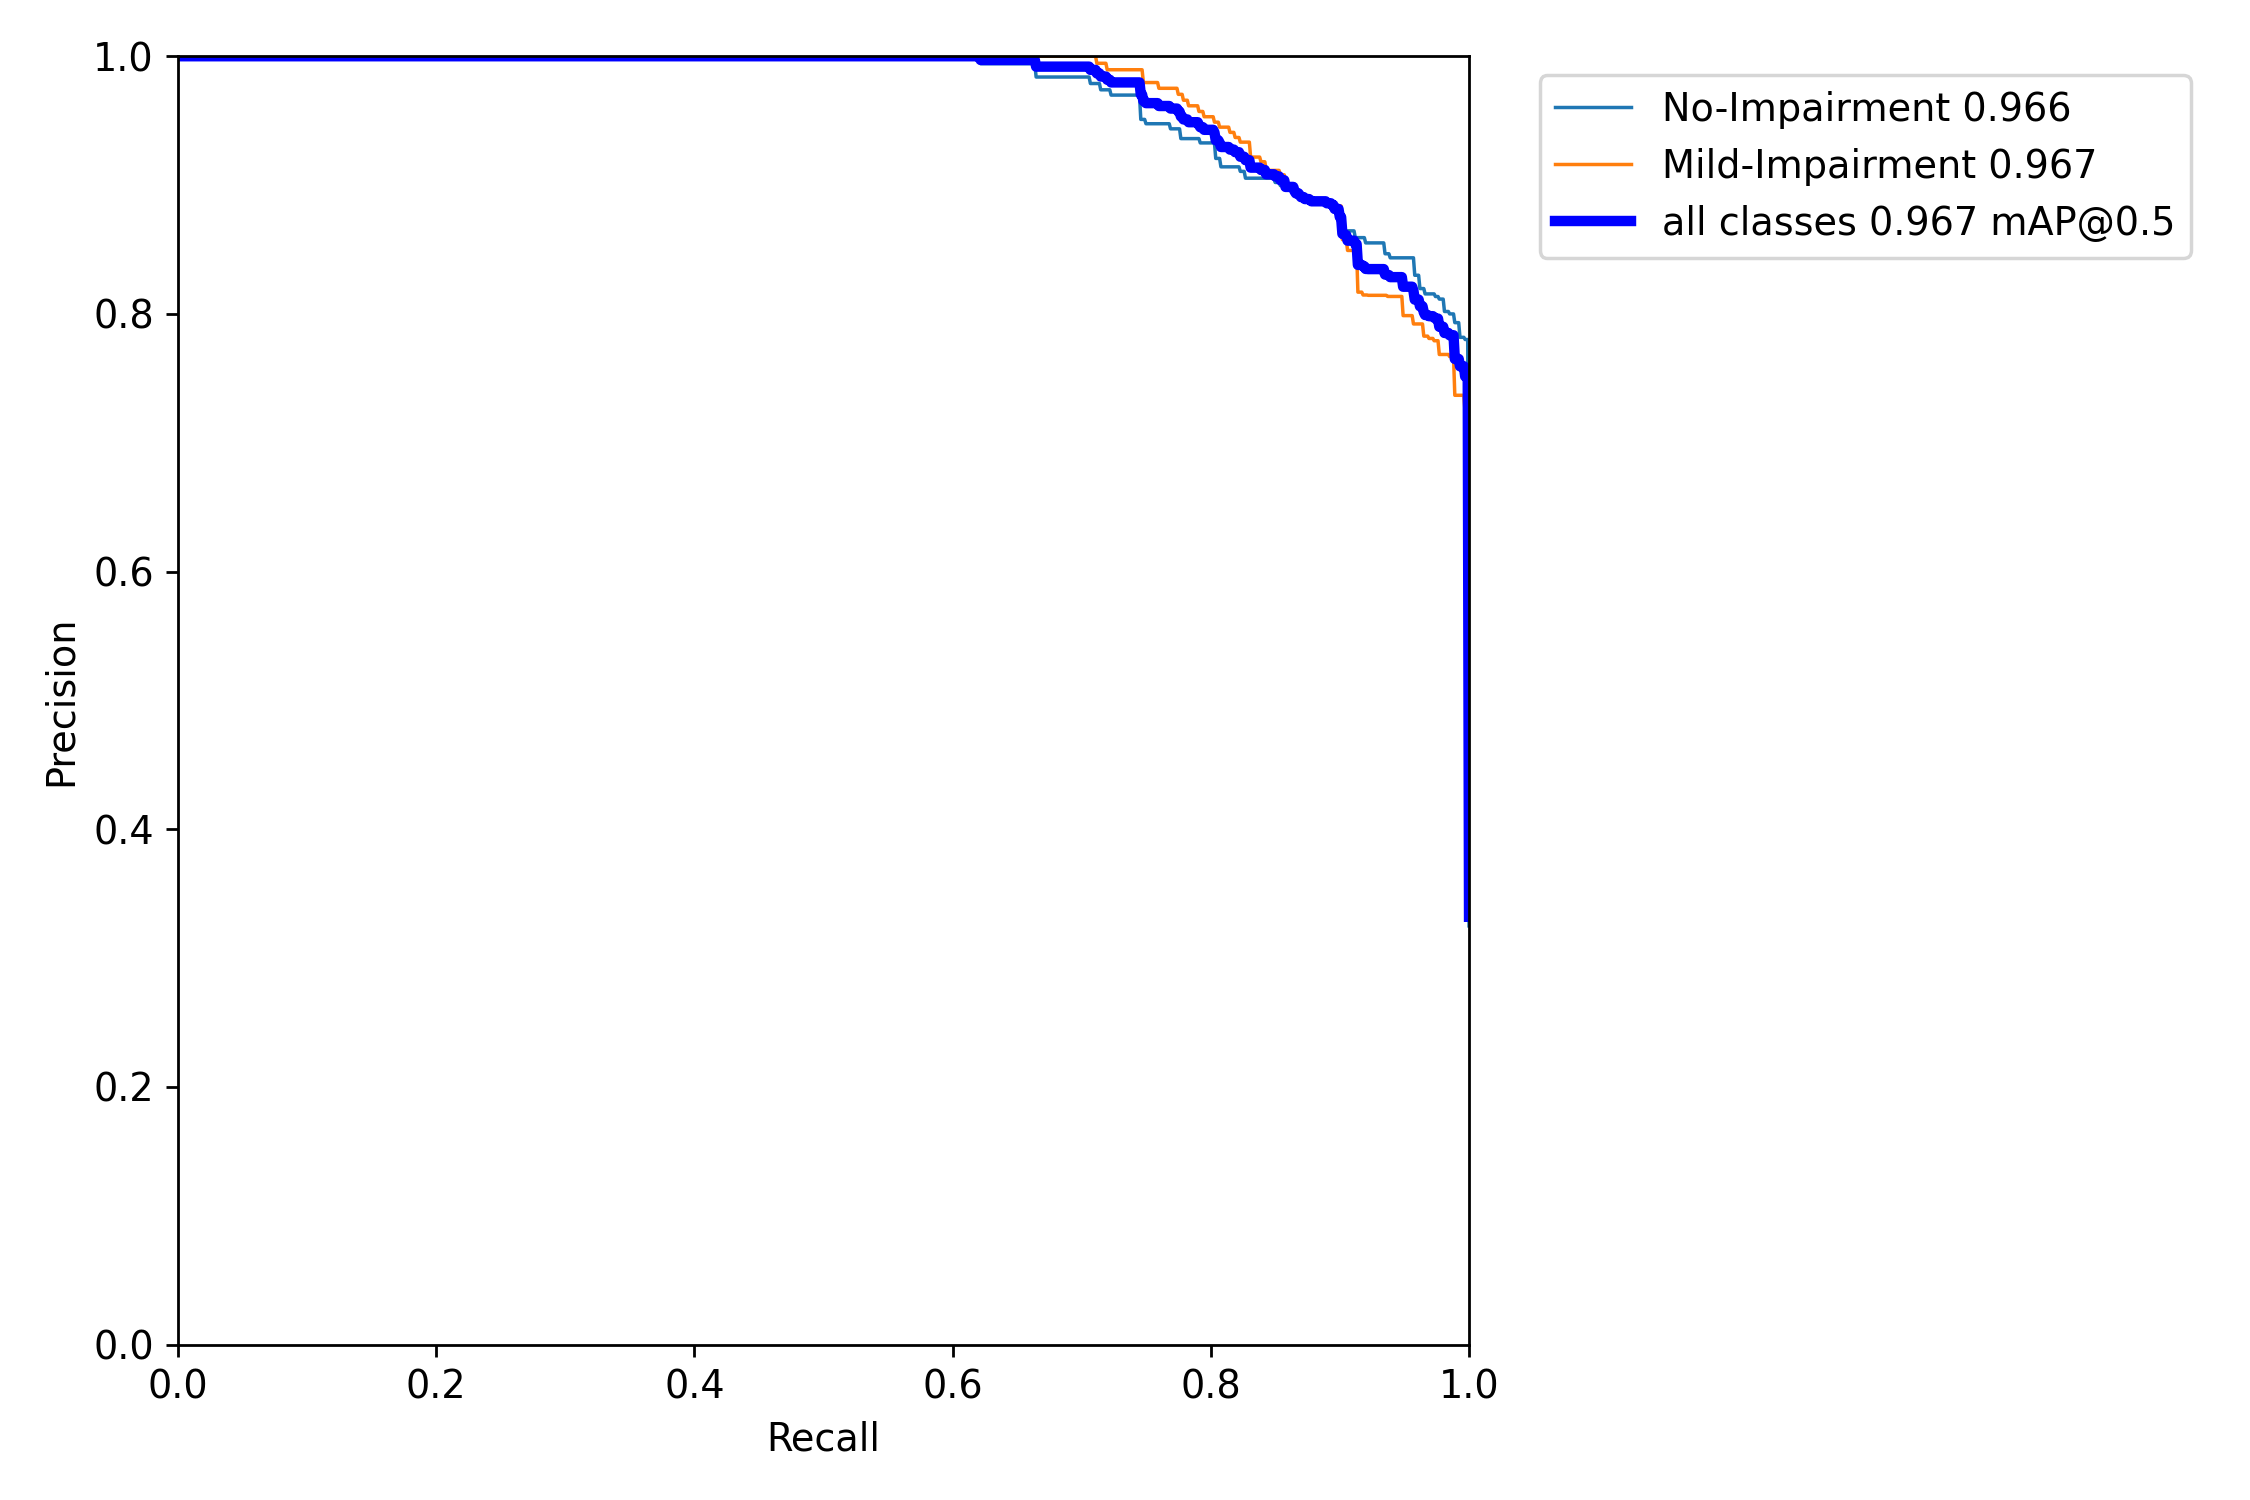 1.0
0.8
0.6
0.4
0.2
0.0
Precision
0.0 0.2 0.4 0.6 0.8 1.0
Recall
No-Impairment 0.966
Mild-Impairment 0.967
all classes 0.967 mAP@0.5